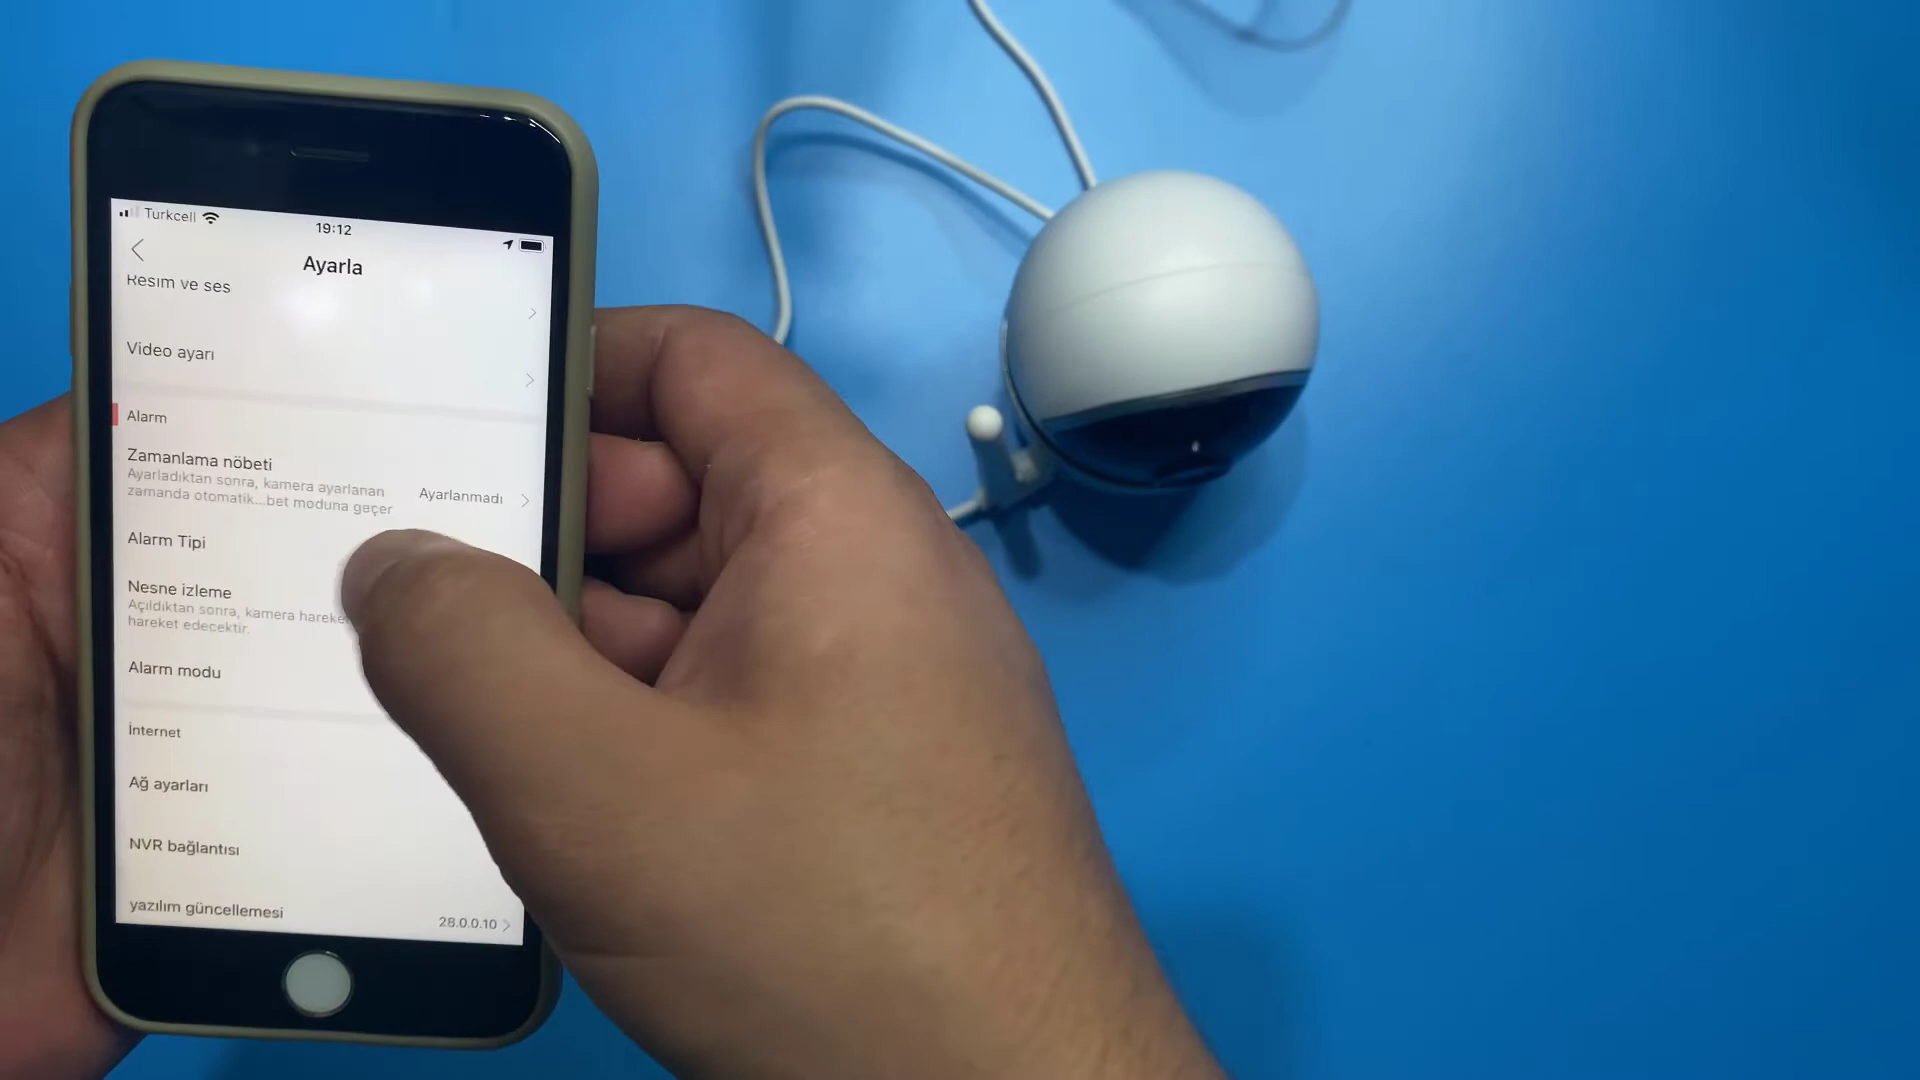 Turkcell
19:12
Ayarla
Resim ve ses
Video ayarı
Alarm
Zamanlama nöbeti
Ayarladıktan sonra, kamera ayarlanan
zamanda otomatik...bet moduna geçer
Ayarlanmadı
Alarm Tipi
Nesne izleme
Açıldıktan sonra, kamera
hareket edecektir.
Alarm modu
İnternet
Ağ ayarları
NVR bağlantısı
yazılım güncellemesi
28.0.0.10